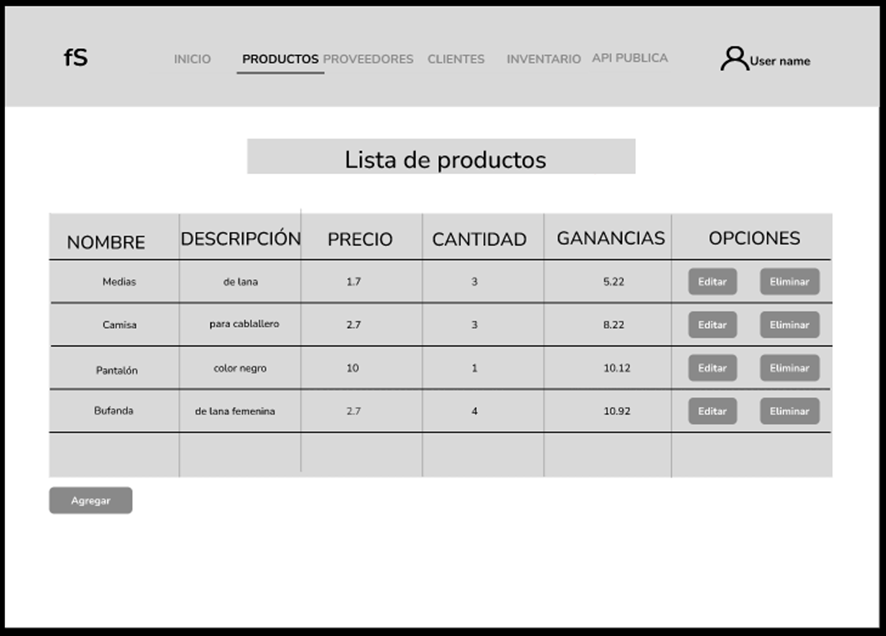 fS INICIO PRODUCTOS PROVEEDORES CLIENTES INVENTARIO API PUBLICA User name
Lista de productos
NOMBRE DESCRIPCIÓN PRECIO CANTIDAD GANANCIAS OPCIONES
Medias de lana 1.7 3 5.22 Editar Eliminar
Camisa para cablallero 2.7 3 8.22 Editar Eliminar
Pantalón color negro 10 1 10.12 Editar Eliminar
Bufanda de lana femenina 2.7 4 10.92 Editar Eliminar
Agregar